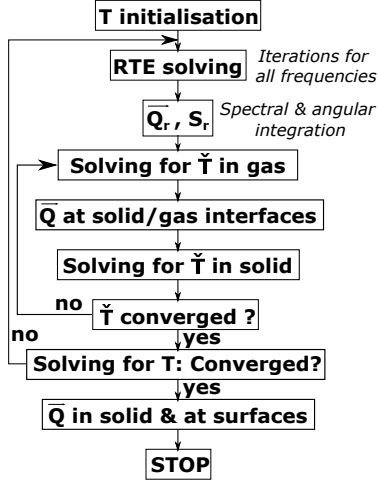 T initialisation
RTE solving
Iterations for
all frequencies
Q⃗ᵣ , Sᵣ
Spectral & angular
integration
Solving for Ť in gas
Q⃗ at solid/gas interfaces
Solving for Ť in solid
no
Ť converged ?
yes
no
Solving for T: Converged?
yes
Q⃗ in solid & at surfaces
STOP